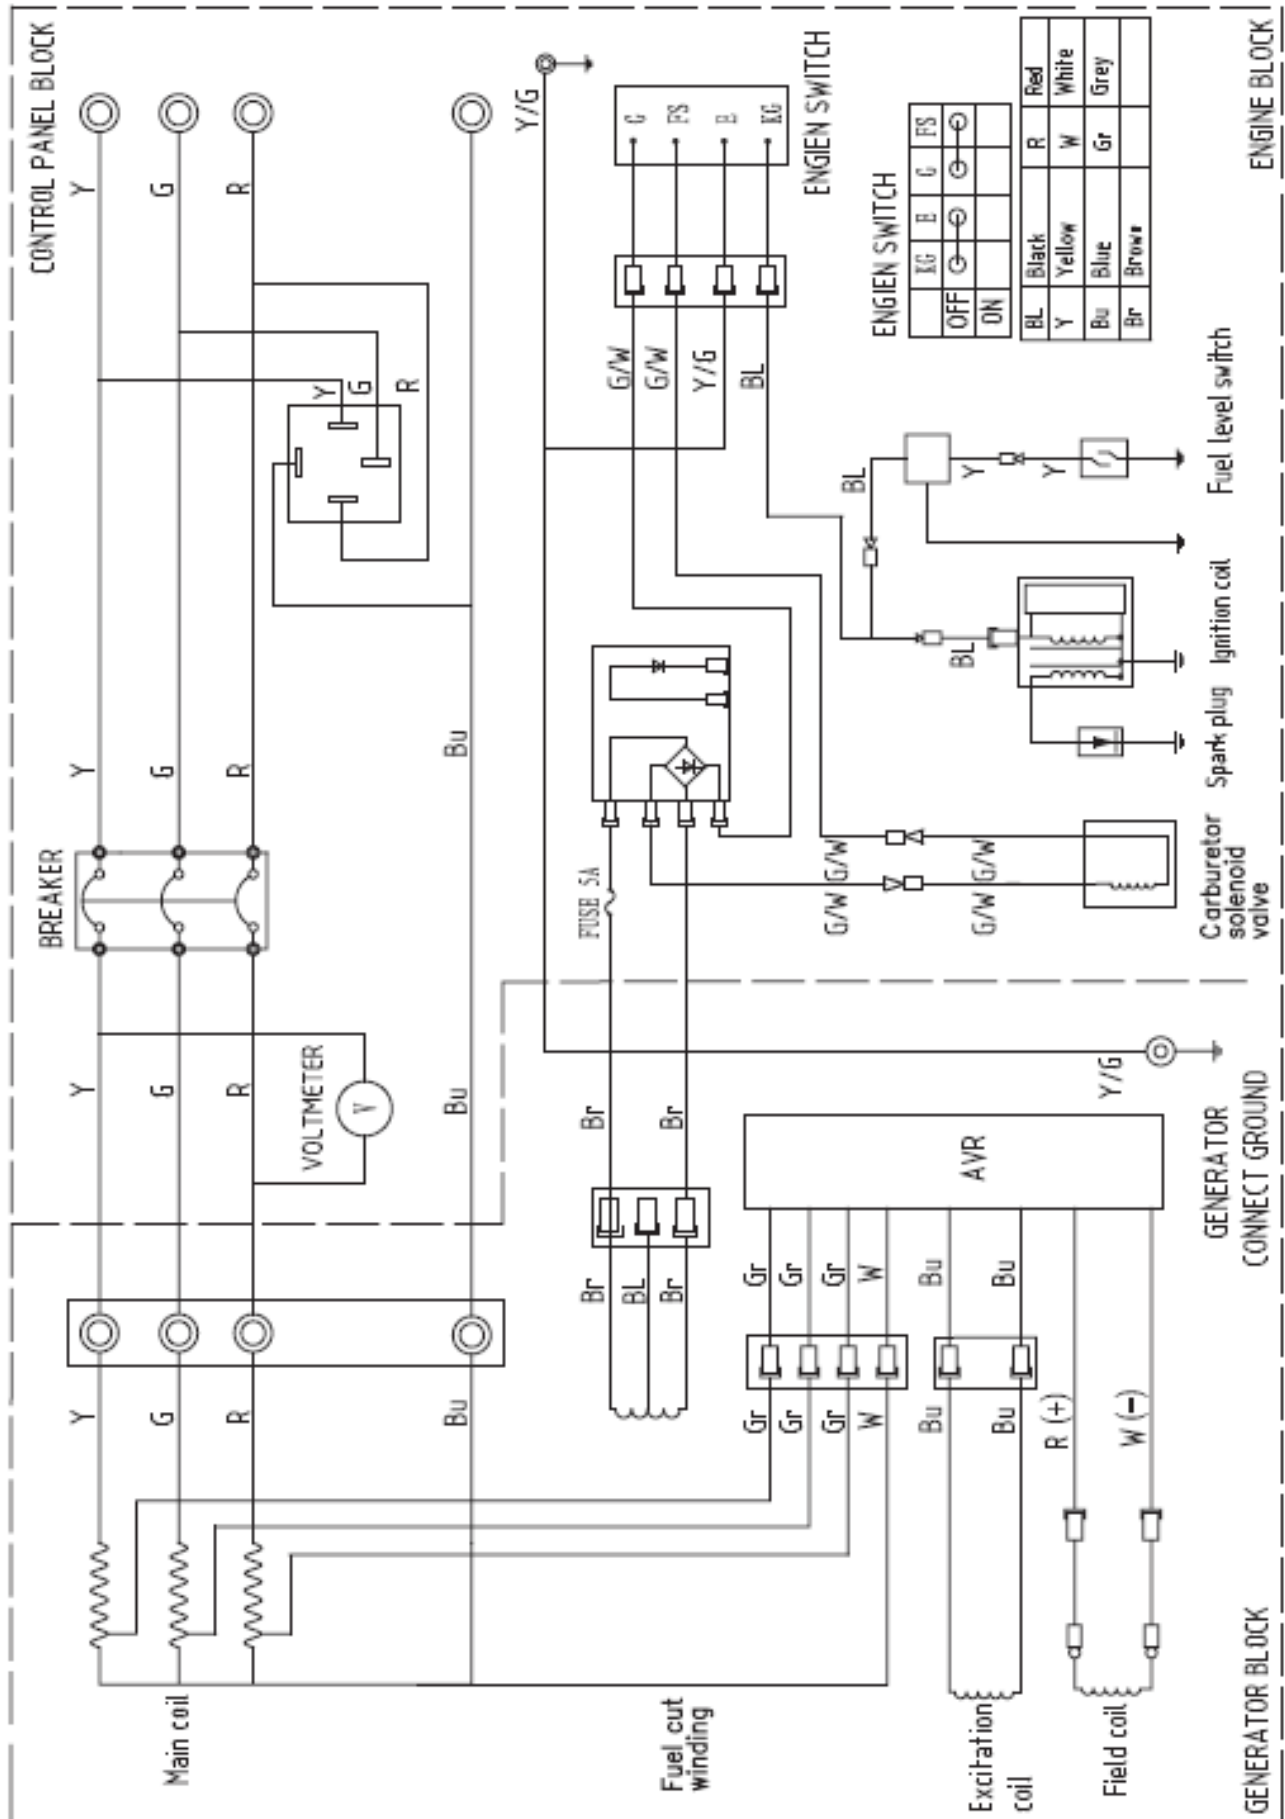 CONTROL PANEL BLOCK
Y
G
R
Y
G
R
BREAKER
Y
G
R
Bu
Y
G
R
VOLTMETER
V
Bu
Y
G
R
Bu
Main coil
Y/G
G
FS
E
KG
ENGIEN SWITCH
G/W
G/W
Y/G
BL
ENGIEN SWITCH
KG E G FS
OFF
ON
BL Black R Red
Y Yellow W White
Bu Blue Gr Grey
Br Brown
ENGINE BLOCK
BL
Y
Y
Fuel level switch
BL
Ignition coil
Spark plug
FUSE 5A
G/W G/W
G/W G/W
Carburetor
solenoid
valve
Br
Br
Br
BL
Br
Fuel cut
winding
Y/G
GENERATOR
CONNECT GROUND
AVR
Gr
Gr
Gr
W
Bu
Bu
Gr
Gr
Gr
W
Bu
Bu
R (+)
W (-)
Excitation
coil
Field coil
GENERATOR BLOCK